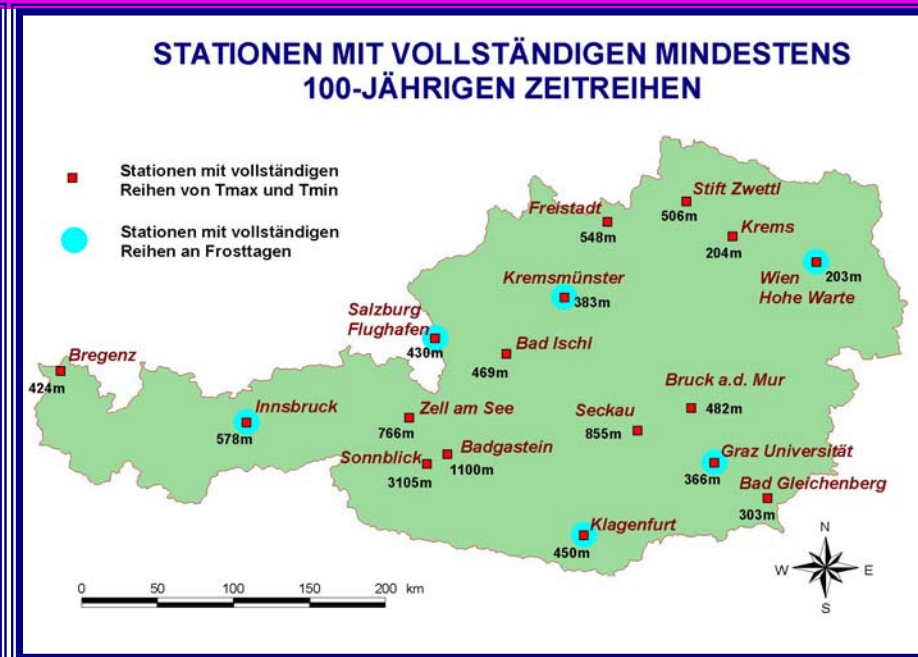 STATIONEN MIT VOLLSTÄNDIGEN MINDESTENS
100-JÄHRIGEN ZEITREIHEN
Stationen mit vollständigen
Reihen von Tmax und Tmin
Stationen mit vollständigen
Reihen an Frosttagen
Stift Zwettl
506m
Freistadt
548m
Krems
204m
Wien
Hohe Warte
203m
Kremsmünster
383m
Salzburg
Flughafen
430m
Bad Ischl
469m
Bregenz
424m
Innsbruck
578m
Zell am See
766m
Bruck a.d. Mur
482m
Seckau
855m
Sonnblick
3105m
Badgastein
1100m
Graz Universität
366m
Bad Gleichenberg
303m
Klagenfurt
450m
0 50 100 150 200 km
N
W E
S